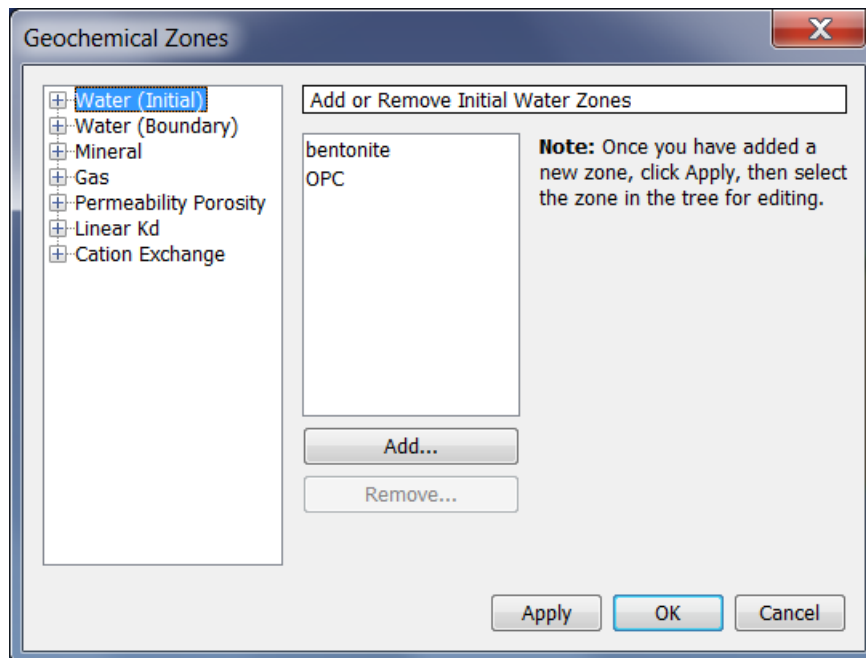 Geochemical Zones
Water (Initial)
Water (Boundary)
Mineral
Gas
Permeability Porosity
Linear Kd
Cation Exchange
Add or Remove Initial Water Zones
bentonite
OPC
Note: Once you have added a
new zone, click Apply, then select
the zone in the tree for editing.
Add...
Remove...
Apply
OK
Cancel